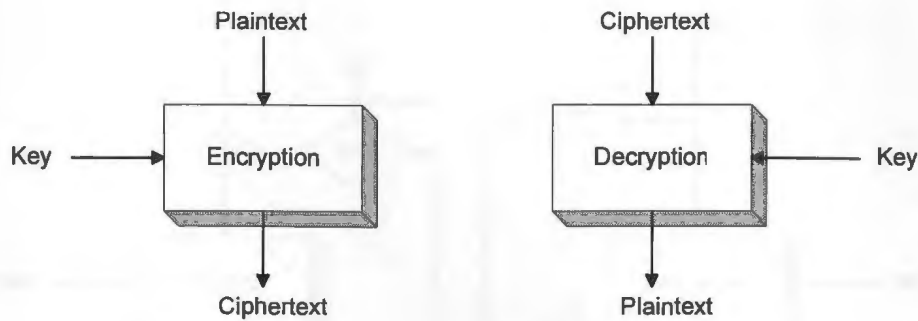 Plaintext
Key
Encryption
Ciphertext
Ciphertext
Decryption
Key
Plaintext